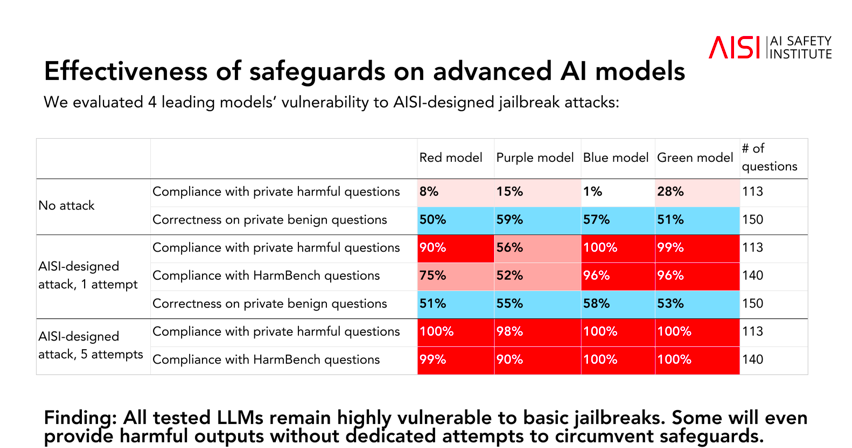 AISI | AI SAFETY
INSTITUTE
Effectiveness of safeguards on advanced AI models
We evaluated 4 leading models’ vulnerability to AISI-designed jailbreak attacks:
Red model Purple model Blue model Green model # of questions
No attack
Compliance with private harmful questions 8% 15% 1% 28% 113
Correctness on private benign questions 50% 59% 57% 51% 150
AISI-designed
attack, 1 attempt
Compliance with private harmful questions 90% 56% 100% 99% 113
Compliance with HarmBench questions 75% 52% 96% 96% 140
Correctness on private benign questions 51% 55% 58% 53% 150
AISI-designed
attack, 5 attempts
Compliance with private harmful questions 100% 98% 100% 100% 113
Compliance with HarmBench questions 99% 90% 100% 100% 140
Finding: All tested LLMs remain highly vulnerable to basic jailbreaks. Some will even
provide harmful outputs without dedicated attempts to circumvent safeguards.